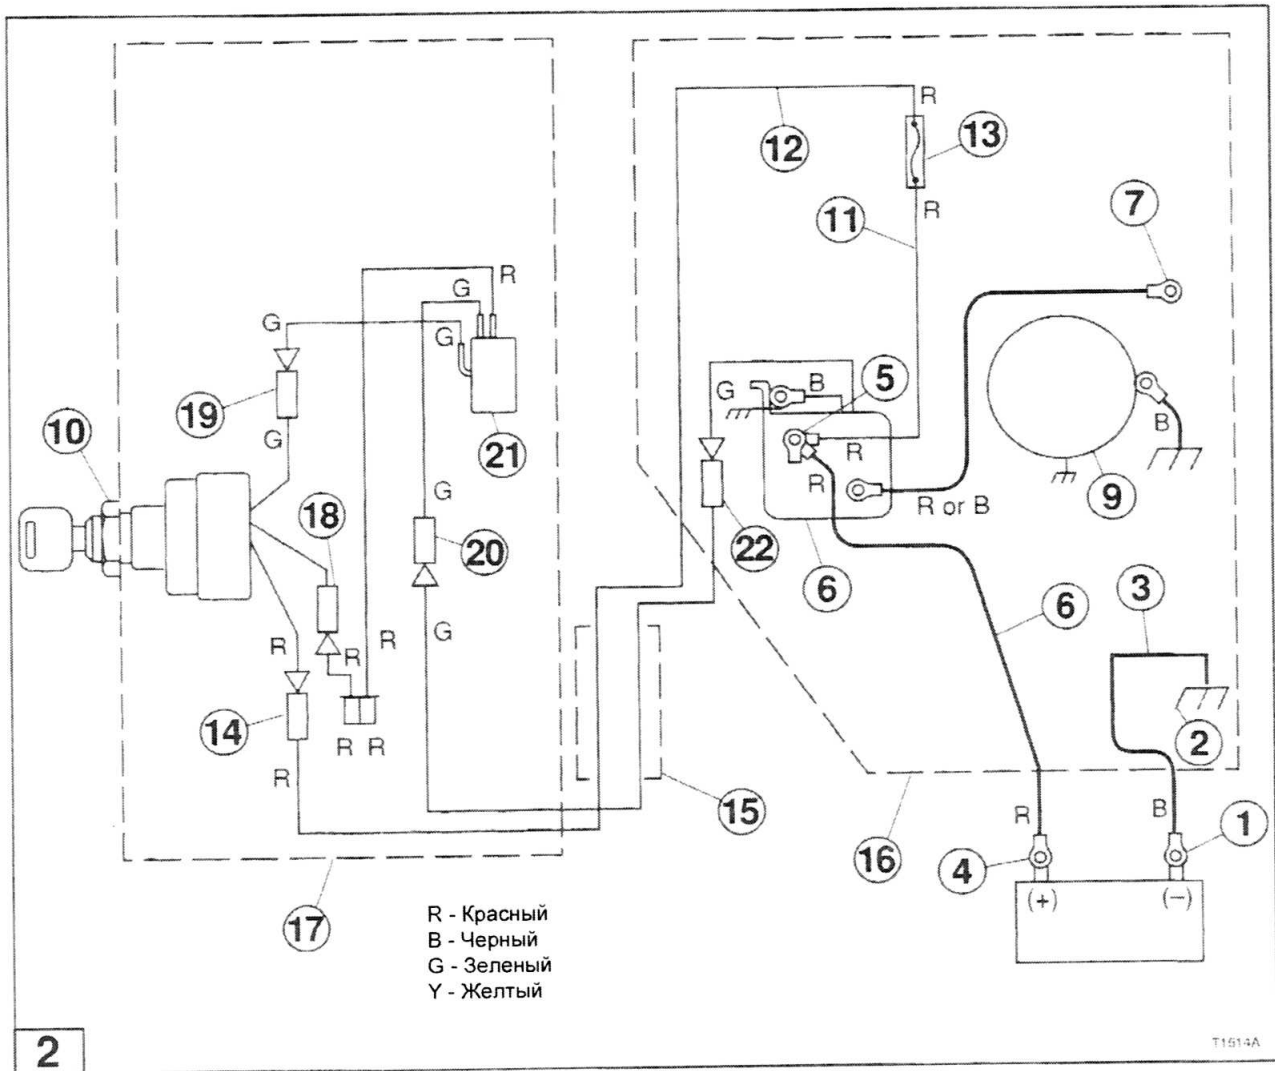 R
12
13
R
11
7
R
G
G
G
B
5
G
19
R
B
10
G
21
R
9
G
R or B
18
20
22
6
3
6
R
R
R
G
14
2
R R
R
15
R
B
1
16
4
(+)
(−)
17
R - Красный
B - Черный
G - Зеленый
Y - Желтый
2
T1514A